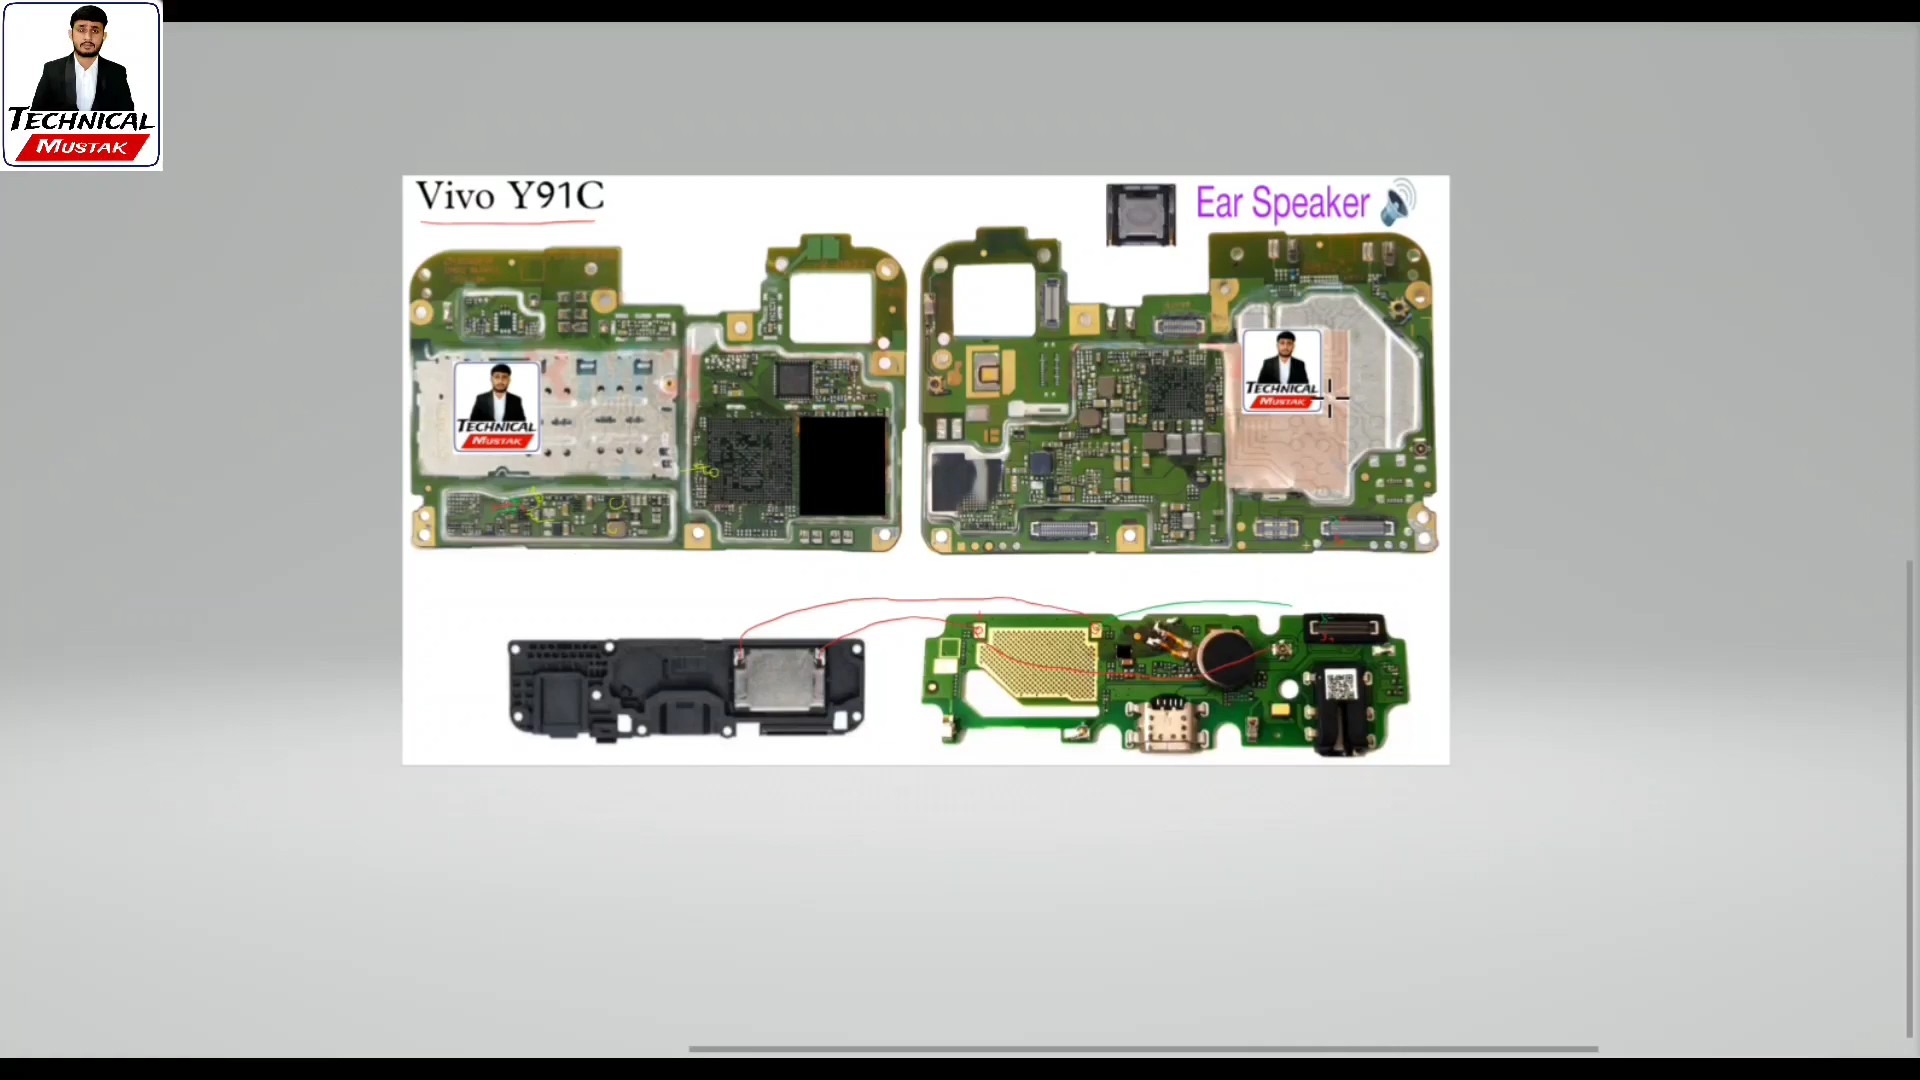 TECHNICAL
MUSTAK
Vivo Y91C
Ear Speaker
TECHNICAL
MUSTAK
TECHNICAL
MUSTAK